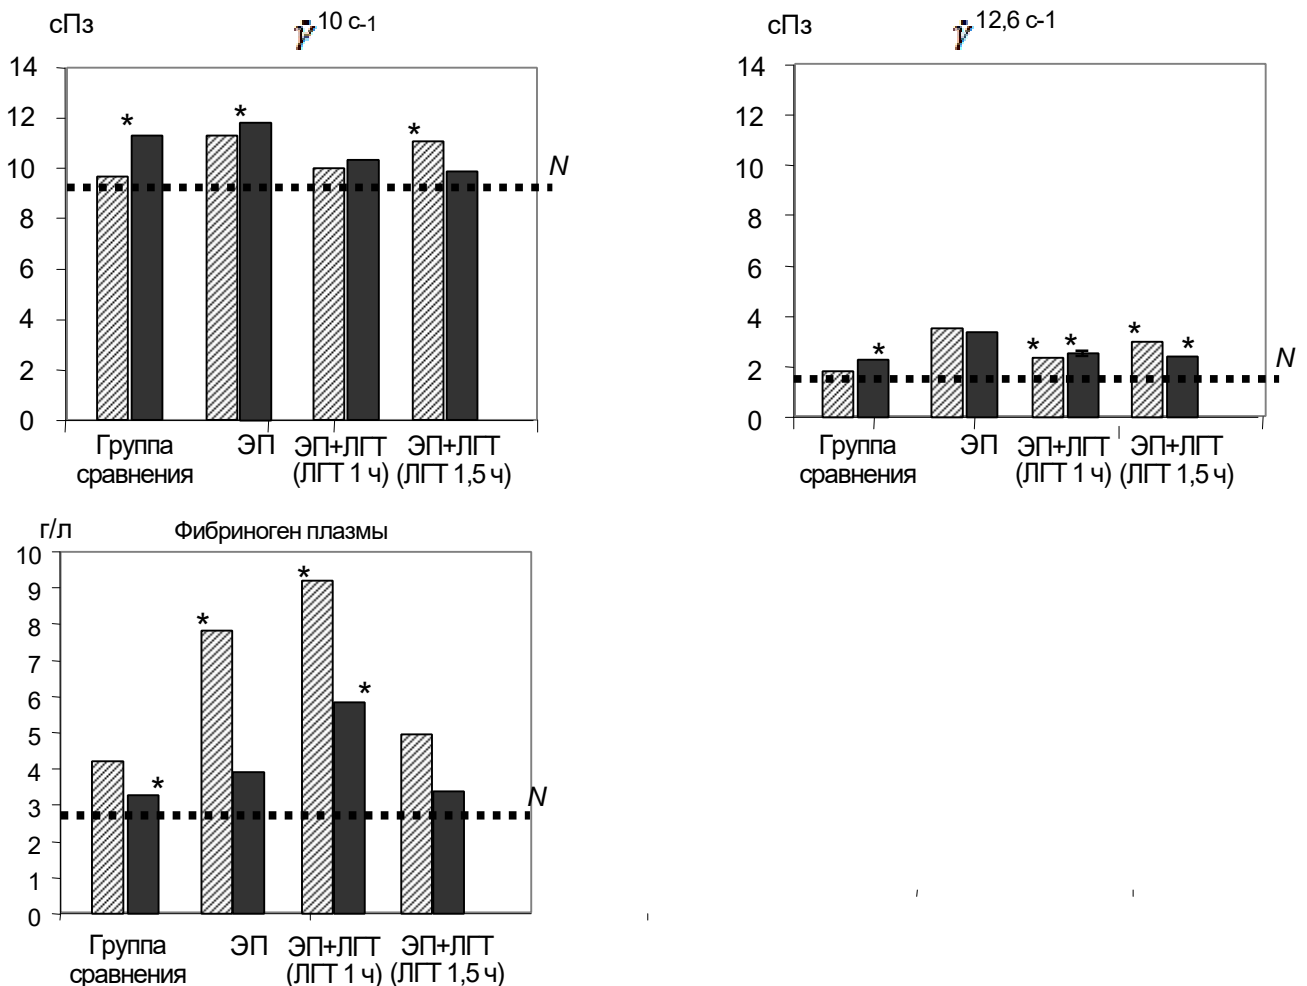 сПз
γ̇ 10 с-1
14
12
10
8
6
4
2
0
* * *
N
Группа сравнения
ЭП
ЭП+ЛГТ (ЛГТ 1 ч)
ЭП+ЛГТ (ЛГТ 1,5 ч)
сПз
γ̇ 12,6 с-1
14
12
10
8
6
4
2
0
* * * * *
N
Группа сравнения
ЭП
ЭП+ЛГТ (ЛГТ 1 ч)
ЭП+ЛГТ (ЛГТ 1,5 ч)
г/л
Фибриноген плазмы
10
9
8
7
6
5
4
3
2
1
0
* * * *
N
Группа сравнения
ЭП
ЭП+ЛГТ (ЛГТ 1 ч)
ЭП+ЛГТ (ЛГТ 1,5 ч)